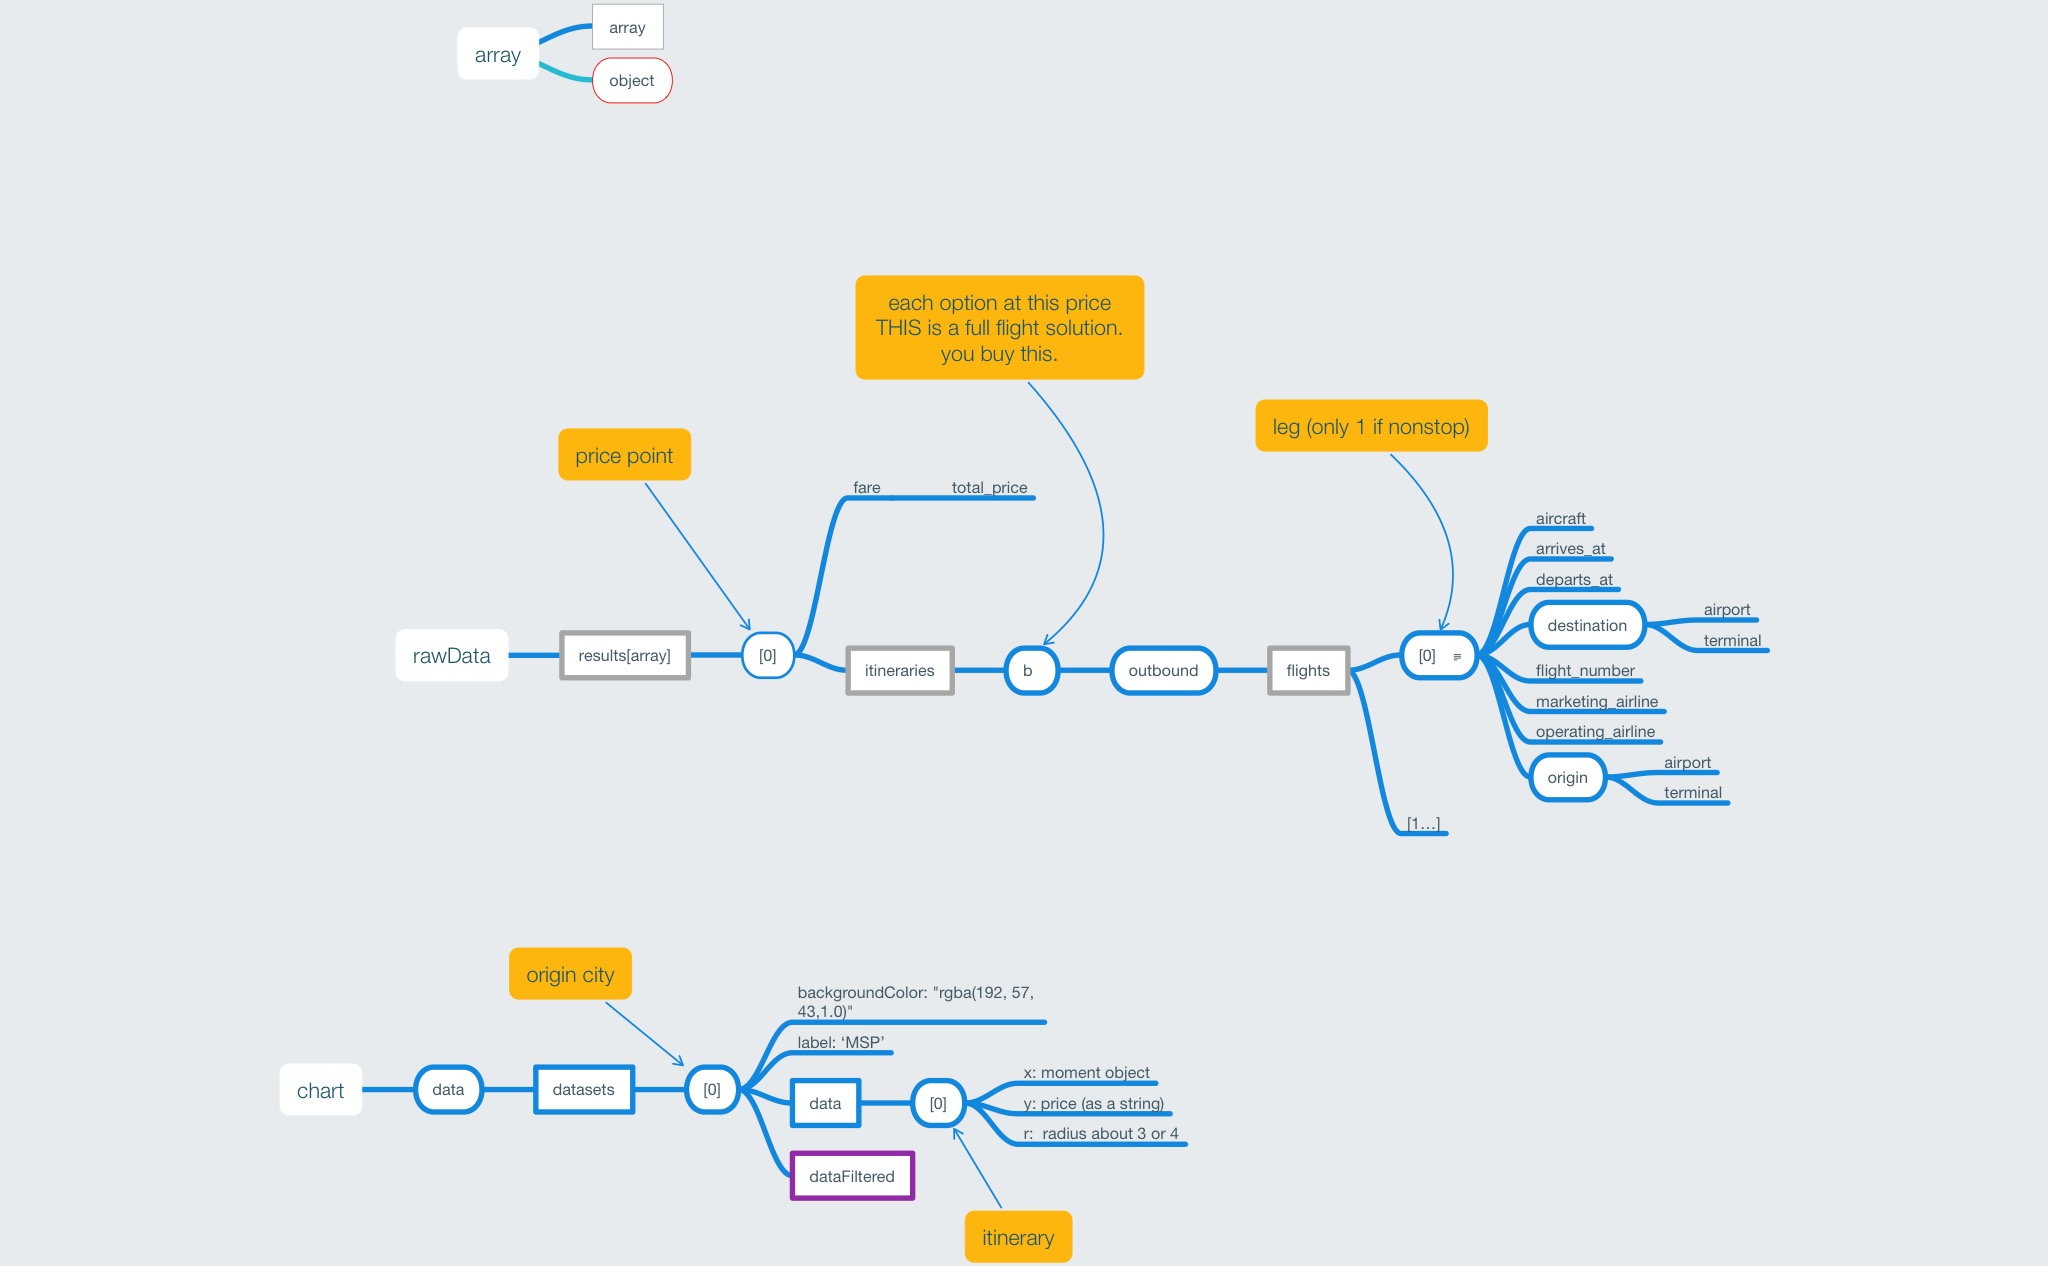 array
array
object
each option at this price
THIS is a full flight solution.
you buy this.
leg (only 1 if nonstop)
price point
fare
total_price
rawData
results[array]
[0]
itineraries
b
outbound
flights
[0]
aircraft
arrives_at
departs_at
destination
airport
terminal
flight_number
marketing_airline
operating_airline
origin
airport
terminal
[1...]
origin city
chart
data
datasets
[0]
backgroundColor: "rgba(192, 57,
43,1.0)"
label: ‘MSP’
data
[0]
x: moment object
y: price (as a string)
r:  radius about 3 or 4
dataFiltered
itinerary